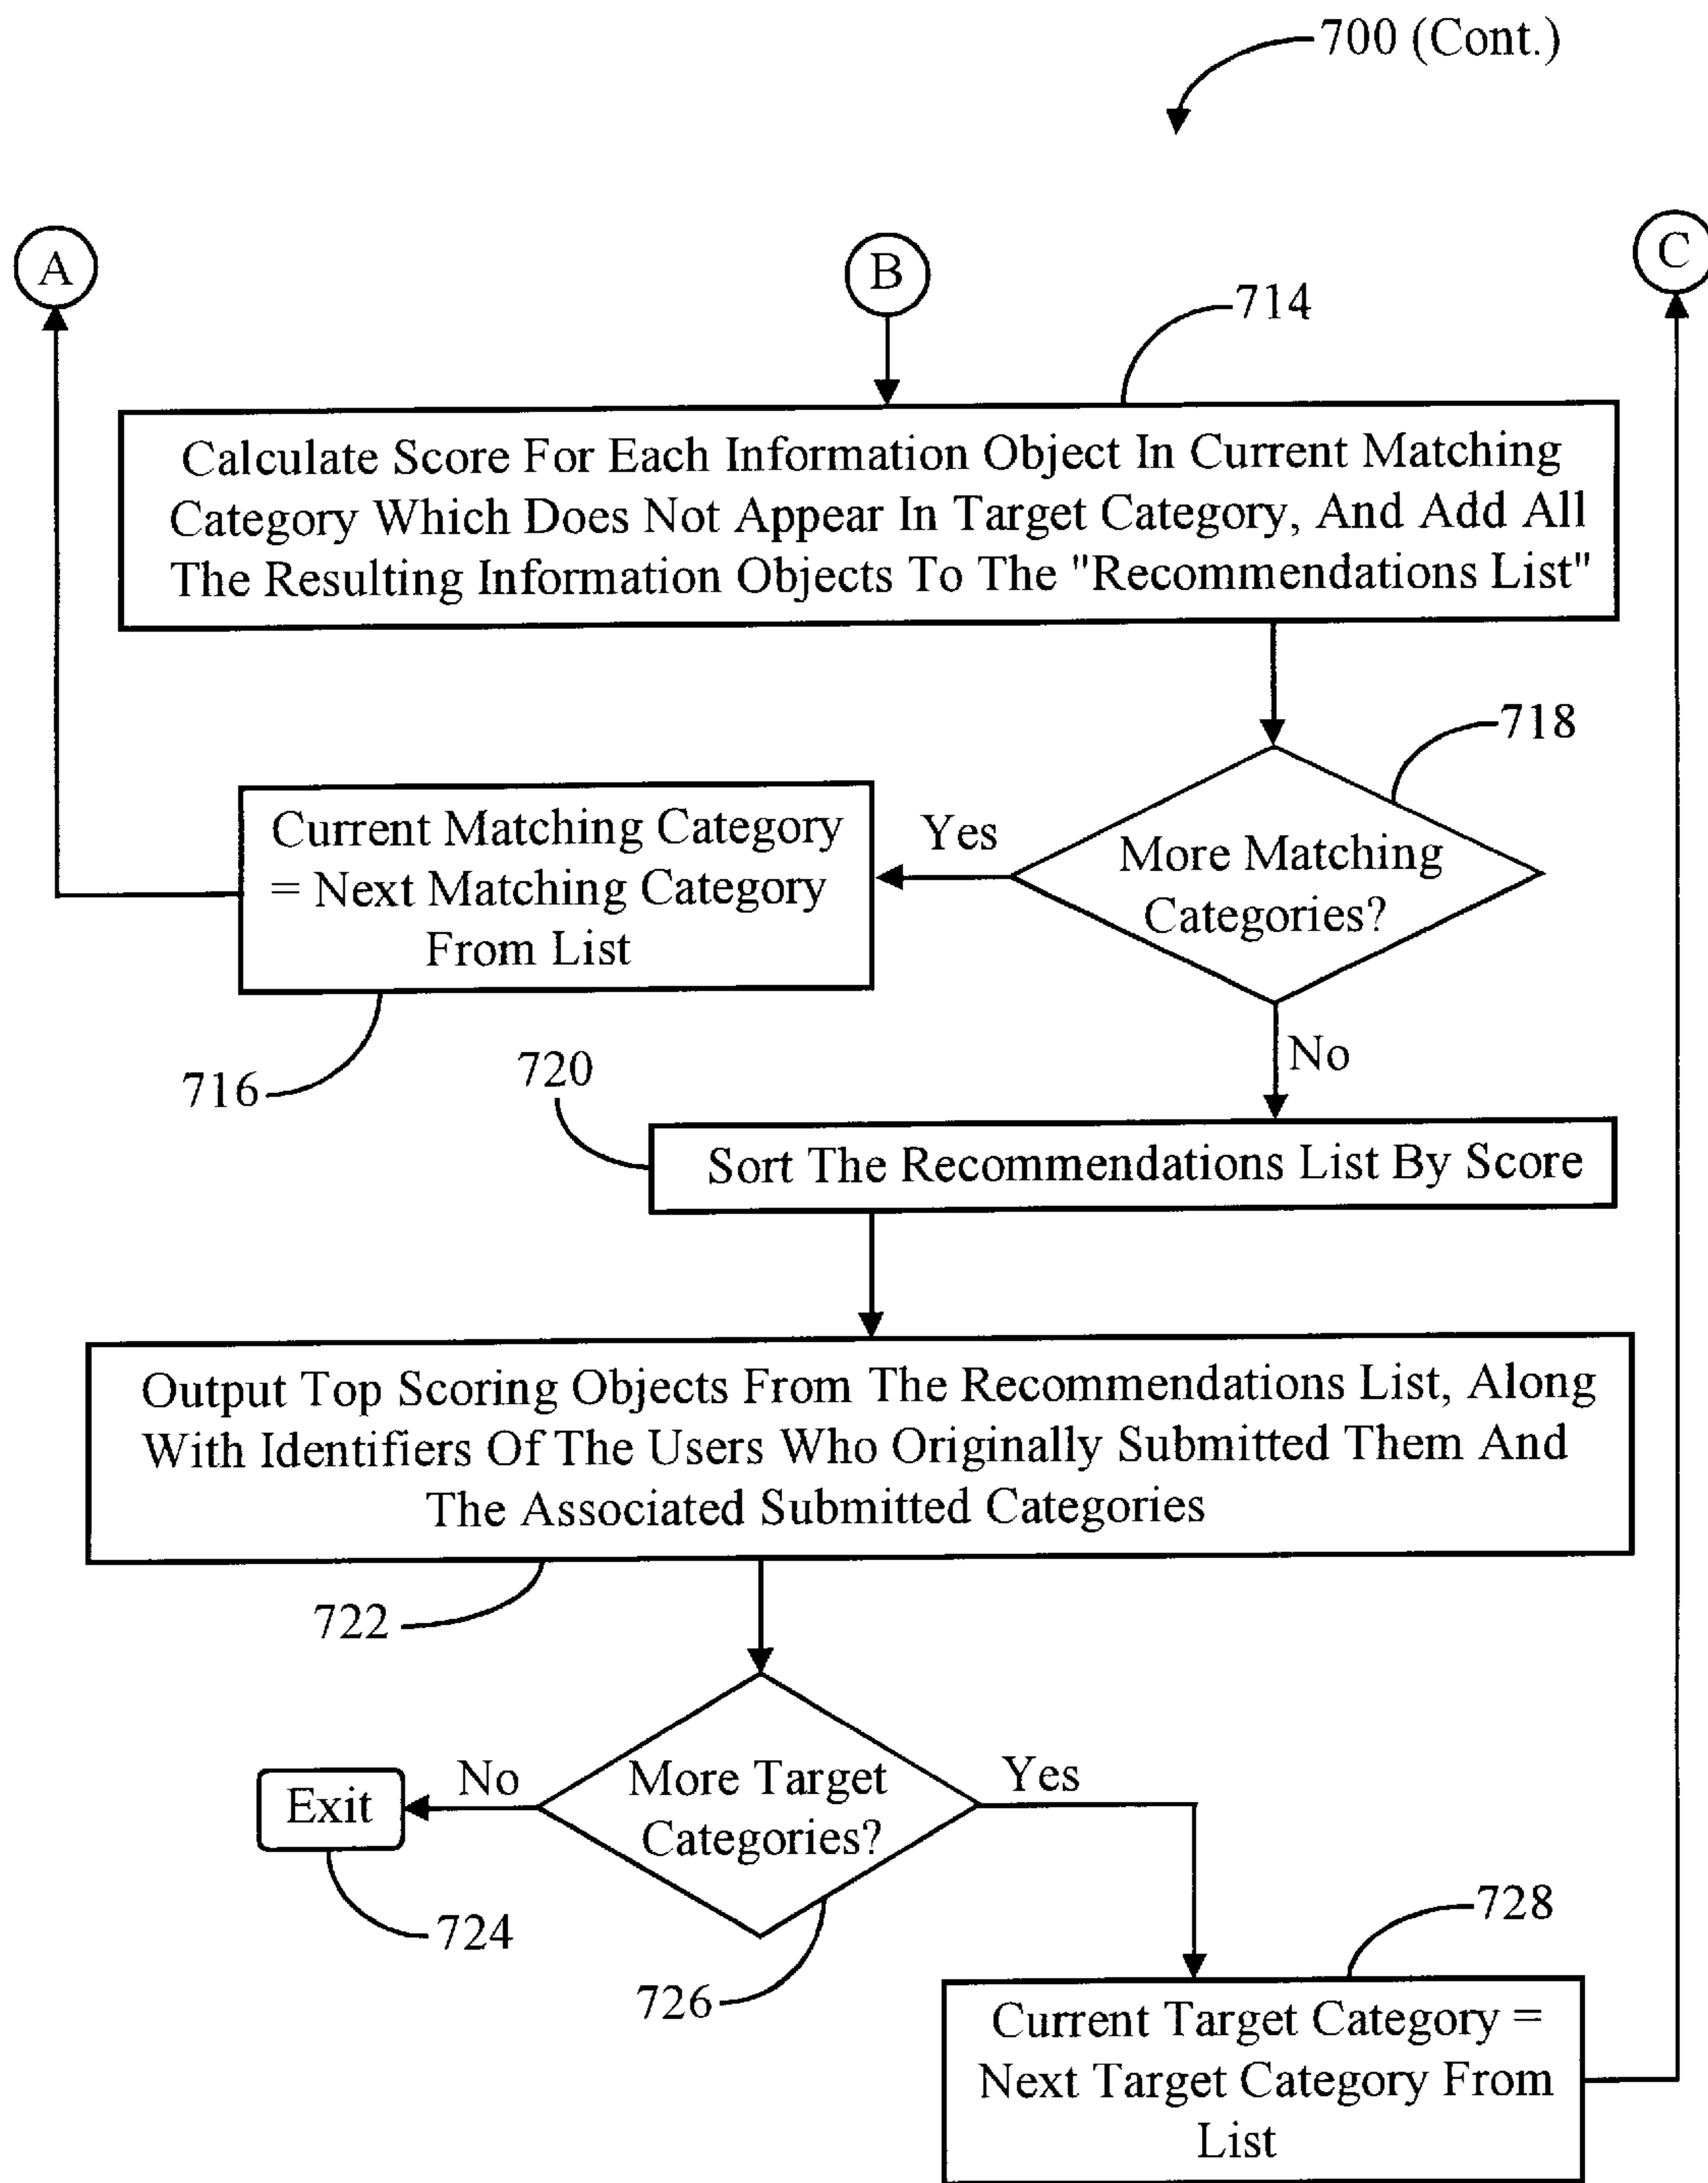 700 (Cont.)
A
B
C
714
Calculate Score For Each Information Object In Current Matching
Category Which Does Not Appear In Target Category, And Add All
The Resulting Information Objects To The "Recommendations List"
718
Current Matching Category
= Next Matching Category
From List
Yes
More Matching
Categories?
716
720
No
Sort The Recommendations List By Score
Output Top Scoring Objects From The Recommendations List, Along
With Identifiers Of The Users Who Originally Submitted Them And
The Associated Submitted Categories
722
Exit
No
More Target
Categories?
Yes
724
726
728
Current Target Category =
Next Target Category From
List